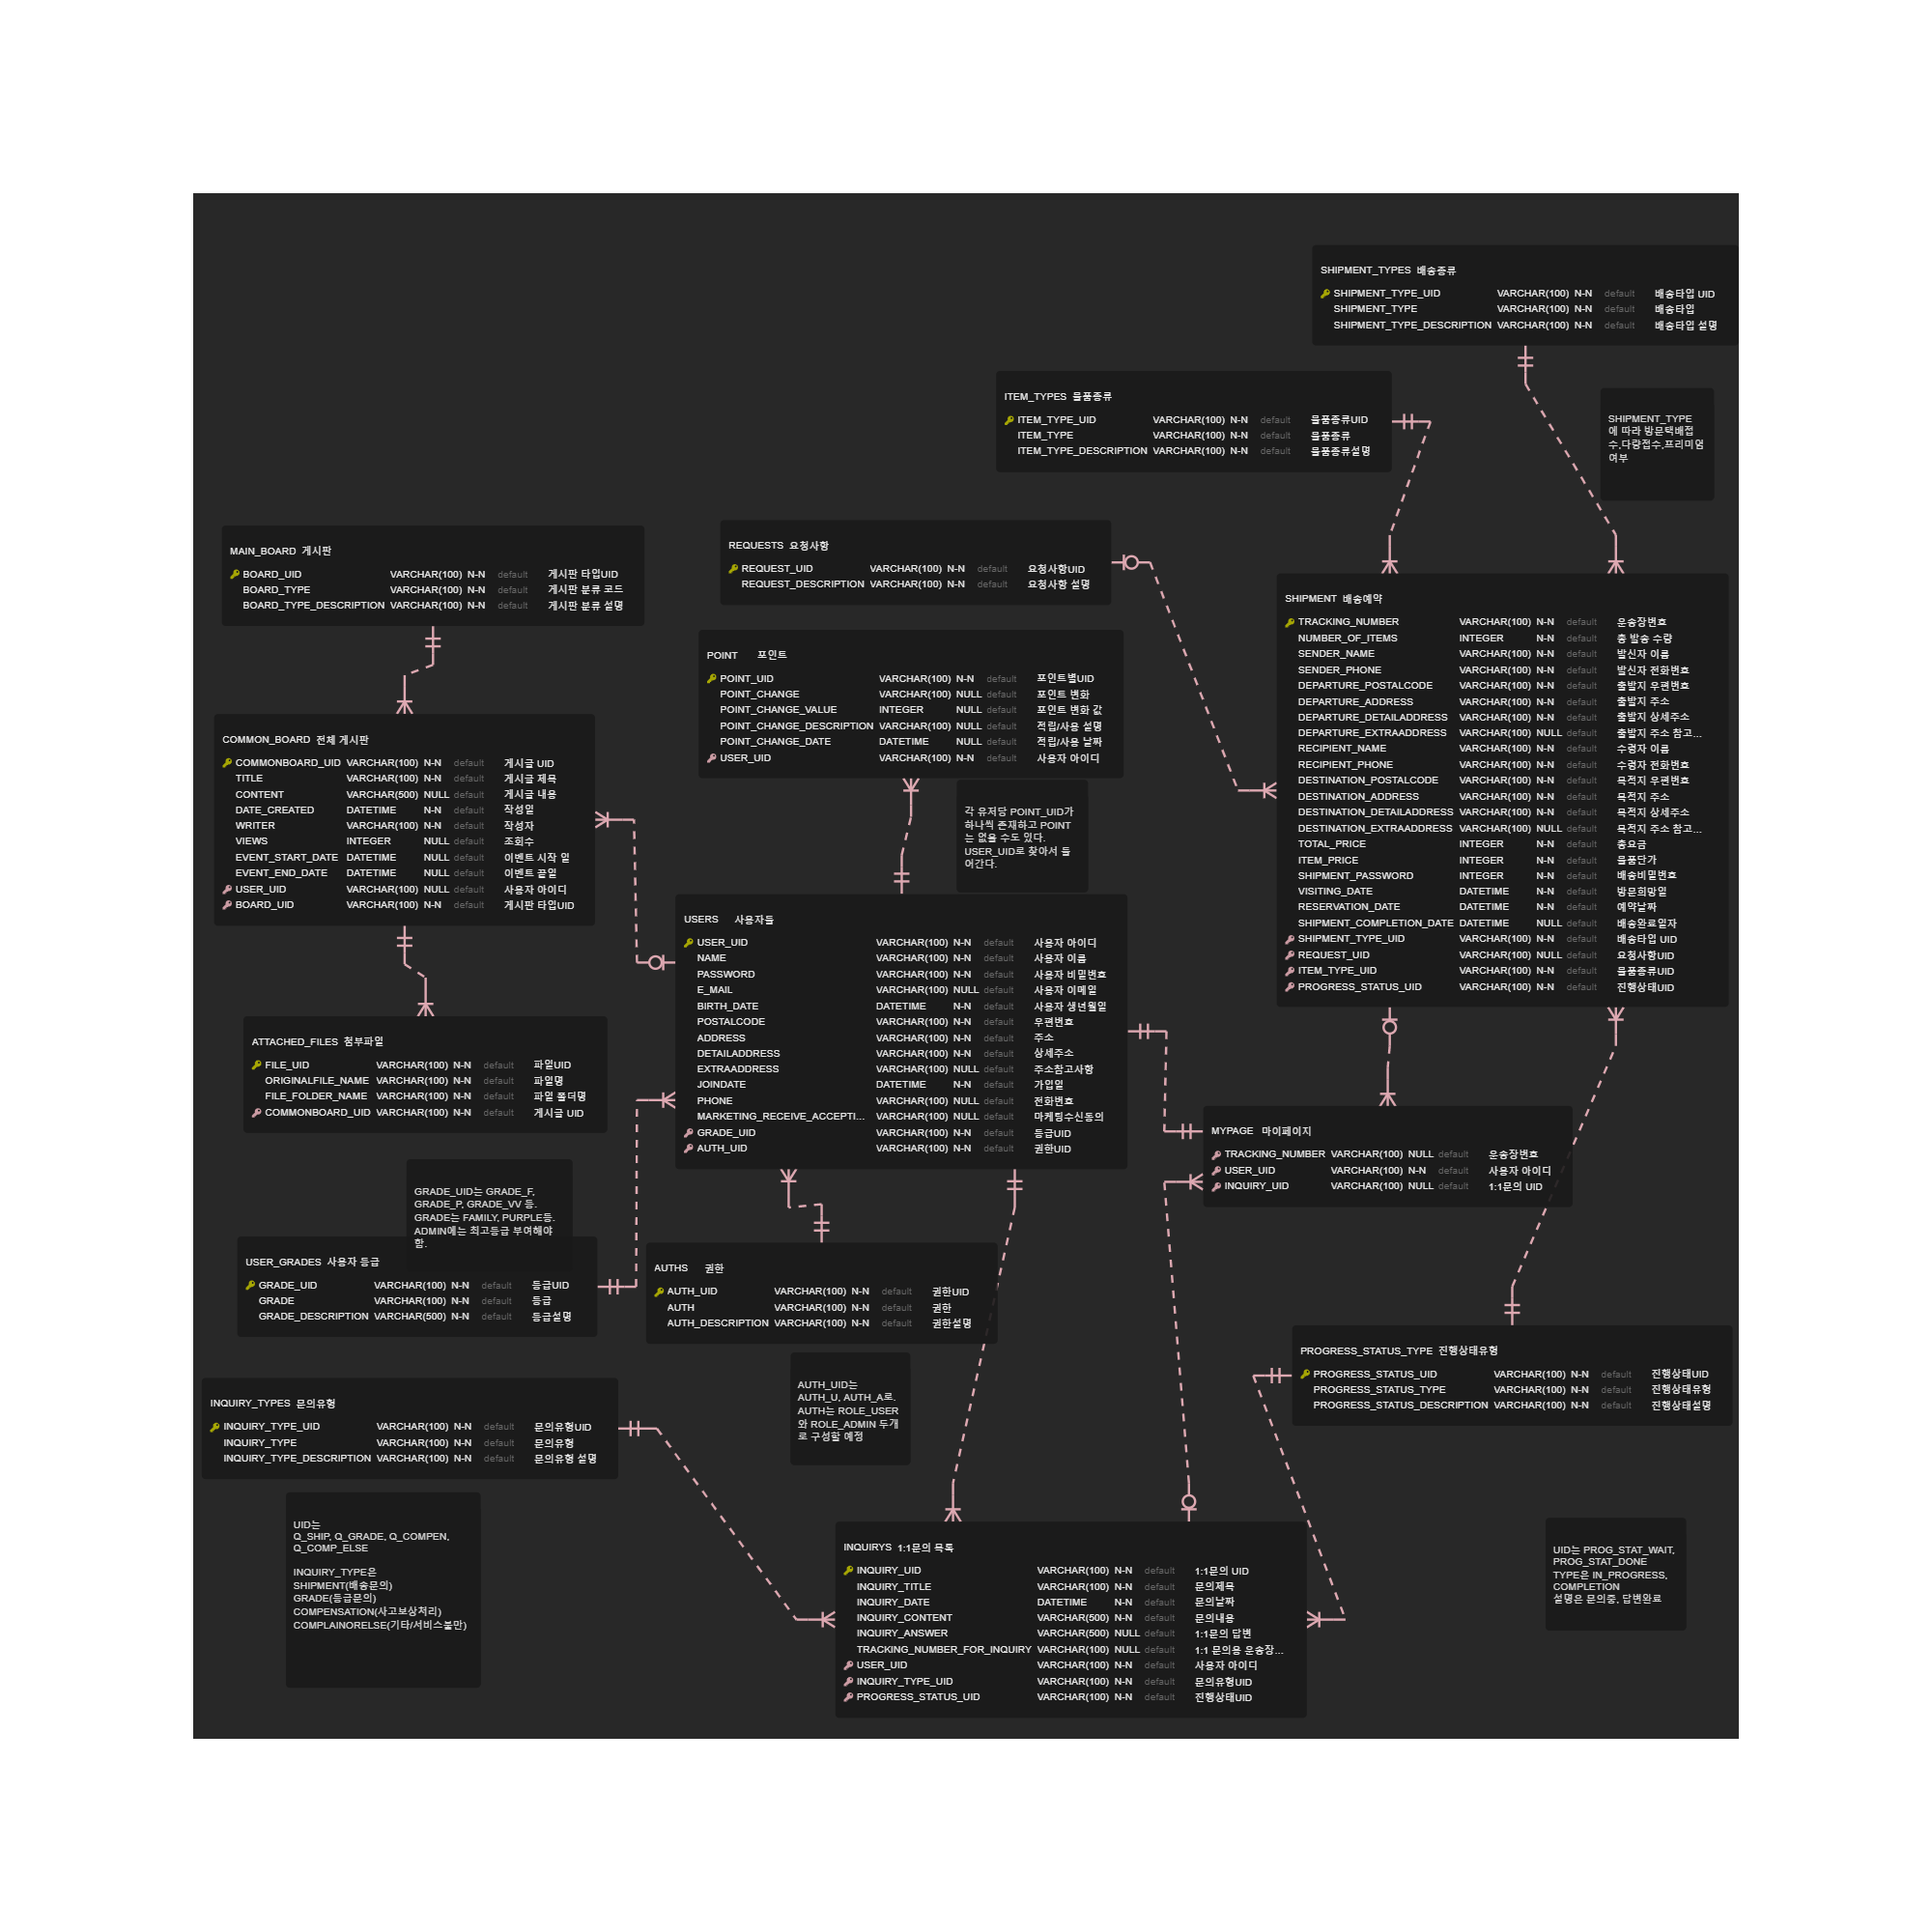 SHIPMENT_TYPES 배송종류
SHIPMENT_TYPE_UID VARCHAR(100) N-N default 배송타입 UID
SHIPMENT_TYPE VARCHAR(100) N-N default 배송타입
SHIPMENT_TYPE_DESCRIPTION VARCHAR(100) N-N default 배송타입 설명
SHIPMENT_TYPE
에 따라 방문택배접
수,다량접수,프리미엄
여부
ITEM_TYPES 물품종류
ITEM_TYPE_UID VARCHAR(100) N-N default 물품종류UID
ITEM_TYPE VARCHAR(100) N-N default 물품종류
ITEM_TYPE_DESCRIPTION VARCHAR(100) N-N default 물품종류설명
MAIN_BOARD 게시판
BOARD_UID VARCHAR(100) N-N default 게시판 타입UID
BOARD_TYPE VARCHAR(100) N-N default 게시판 분류 코드
BOARD_TYPE_DESCRIPTION VARCHAR(100) N-N default 게시판 분류 설명
REQUESTS 요청사항
REQUEST_UID VARCHAR(100) N-N default 요청사항UID
REQUEST_DESCRIPTION VARCHAR(100) N-N default 요청사항 설명
POINT 포인트
POINT_UID VARCHAR(100) N-N default 포인트별UID
POINT_CHANGE VARCHAR(100) NULL default 포인트 변화
POINT_CHANGE_VALUE INTEGER NULL default 포인트 변화 값
POINT_CHANGE_DESCRIPTION VARCHAR(100) NULL default 적립/사용 설명
POINT_CHANGE_DATE DATETIME NULL default 적립/사용 날짜
USER_UID VARCHAR(100) N-N default 사용자 아이디
각 유저당 POINT_UID가
하나씩 존재하고 POINT
는 없을 수도 있다.
USER_UID로 찾아서 들
어간다.
SHIPMENT 배송예약
TRACKING_NUMBER VARCHAR(100) N-N default 운송장번호
NUMBER_OF_ITEMS INTEGER N-N default 총 발송 수량
SENDER_NAME VARCHAR(100) N-N default 발신자 이름
SENDER_PHONE VARCHAR(100) N-N default 발신자 전화번호
DEPARTURE_POSTALCODE VARCHAR(100) N-N default 출발지 우편번호
DEPARTURE_ADDRESS VARCHAR(100) N-N default 출발지 주소
DEPARTURE_DETAILADDRESS VARCHAR(100) N-N default 출발지 상세주소
DEPARTURE_EXTRAADDRESS VARCHAR(100) NULL default 출발지 주소 참고...
RECIPIENT_NAME VARCHAR(100) N-N default 수령자 이름
RECIPIENT_PHONE VARCHAR(100) N-N default 수령자 전화번호
DESTINATION_POSTALCODE VARCHAR(100) N-N default 목적지 우편번호
DESTINATION_ADDRESS VARCHAR(100) N-N default 목적지 주소
DESTINATION_DETAILADDRESS VARCHAR(100) N-N default 목적지 상세주소
DESTINATION_EXTRAADDRESS VARCHAR(100) NULL default 목적지 주소 참고...
TOTAL_PRICE INTEGER N-N default 총요금
ITEM_PRICE INTEGER N-N default 물품단가
SHIPMENT_PASSWORD INTEGER N-N default 배송비밀번호
VISITING_DATE DATETIME N-N default 방문희망일
RESERVATION_DATE DATETIME N-N default 예약날짜
SHIPMENT_COMPLETION_DATE DATETIME NULL default 배송완료일자
SHIPMENT_TYPE_UID VARCHAR(100) N-N default 배송타입 UID
REQUEST_UID VARCHAR(100) NULL default 요청사항UID
ITEM_TYPE_UID VARCHAR(100) N-N default 물품종류UID
PROGRESS_STATUS_UID VARCHAR(100) N-N default 진행상태UID
COMMON_BOARD 전체 게시판
COMMONBOARD_UID VARCHAR(100) N-N default 게시글 UID
TITLE VARCHAR(100) N-N default 게시글 제목
CONTENT VARCHAR(500) NULL default 게시글 내용
DATE_CREATED DATETIME N-N default 작성일
WRITER VARCHAR(100) N-N default 작성자
VIEWS INTEGER NULL default 조회수
EVENT_START_DATE DATETIME NULL default 이벤트 시작 일
EVENT_END_DATE DATETIME NULL default 이벤트 끝일
USER_UID VARCHAR(100) NULL default 사용자 아이디
BOARD_UID VARCHAR(100) N-N default 게시판 타입UID
USERS 사용자들
USER_UID VARCHAR(100) N-N default 사용자 아이디
NAME VARCHAR(100) N-N default 사용자 이름
PASSWORD VARCHAR(100) N-N default 사용자 비밀번호
E_MAIL VARCHAR(100) NULL default 사용자 이메일
BIRTH_DATE DATETIME N-N default 사용자 생년월일
POSTALCODE VARCHAR(100) N-N default 우편번호
ADDRESS VARCHAR(100) N-N default 주소
DETAILADDRESS VARCHAR(100) N-N default 상세주소
EXTRAADDRESS VARCHAR(100) NULL default 주소참고사항
JOINDATE DATETIME N-N default 가입일
PHONE VARCHAR(100) NULL default 전화번호
MARKETING_RECEIVE_ACCEPTI... VARCHAR(100) NULL default 마케팅수신동의
GRADE_UID VARCHAR(100) N-N default 등급UID
AUTH_UID VARCHAR(100) N-N default 권한UID
ATTACHED_FILES 첨부파일
FILE_UID VARCHAR(100) N-N default 파일UID
ORIGINALFILE_NAME VARCHAR(100) N-N default 파일명
FILE_FOLDER_NAME VARCHAR(100) N-N default 파일 폴더명
COMMONBOARD_UID VARCHAR(100) N-N default 게시글 UID
MYPAGE 마이페이지
TRACKING_NUMBER VARCHAR(100) NULL default 운송장번호
USER_UID VARCHAR(100) N-N default 사용자 아이디
INQUIRY_UID VARCHAR(100) NULL default 1:1문의 UID
GRADE_UID는 GRADE_F,
GRADE_P, GRADE_VV 등.
GRADE는 FAMILY, PURPLE등.
ADMIN에는 최고등급 부여해야
함.
USER_GRADES 사용자 등급
GRADE_UID VARCHAR(100) N-N default 등급UID
GRADE VARCHAR(100) N-N default 등급
GRADE_DESCRIPTION VARCHAR(500) N-N default 등급설명
AUTHS 권한
AUTH_UID VARCHAR(100) N-N default 권한UID
AUTH VARCHAR(100) N-N default 권한
AUTH_DESCRIPTION VARCHAR(100) N-N default 권한설명
AUTH_UID는
AUTH_U, AUTH_A로.
AUTH는 ROLE_USER
와 ROLE_ADMIN 두개
로 구성할 예정
PROGRESS_STATUS_TYPE 진행상태유형
PROGRESS_STATUS_UID VARCHAR(100) N-N default 진행상태UID
PROGRESS_STATUS_TYPE VARCHAR(100) N-N default 진행상태유형
PROGRESS_STATUS_DESCRIPTION VARCHAR(100) N-N default 진행상태설명
INQUIRY_TYPES 문의유형
INQUIRY_TYPE_UID VARCHAR(100) N-N default 문의유형UID
INQUIRY_TYPE VARCHAR(100) N-N default 문의유형
INQUIRY_TYPE_DESCRIPTION VARCHAR(100) N-N default 문의유형 설명
UID는
Q_SHIP, Q_GRADE, Q_COMPEN,
Q_COMP_ELSE
INQUIRY_TYPE은
SHIPMENT(배송문의)
GRADE(등급문의)
COMPENSATION(사고보상처리)
COMPLAINORELSE(기타/서비스불만)
INQUIRYS 1:1문의 목록
INQUIRY_UID VARCHAR(100) N-N default 1:1문의 UID
INQUIRY_TITLE VARCHAR(100) N-N default 문의제목
INQUIRY_DATE DATETIME N-N default 문의날짜
INQUIRY_CONTENT VARCHAR(500) N-N default 문의내용
INQUIRY_ANSWER VARCHAR(500) NULL default 1:1문의 답변
TRACKING_NUMBER_FOR_INQUIRY VARCHAR(100) NULL default 1:1 문의용 운송장...
USER_UID VARCHAR(100) N-N default 사용자 아이디
INQUIRY_TYPE_UID VARCHAR(100) N-N default 문의유형UID
PROGRESS_STATUS_UID VARCHAR(100) N-N default 진행상태UID
UID는 PROG_STAT_WAIT,
PROG_STAT_DONE
TYPE은 IN_PROGRESS,
COMPLETION
설명은 문의중, 답변완료